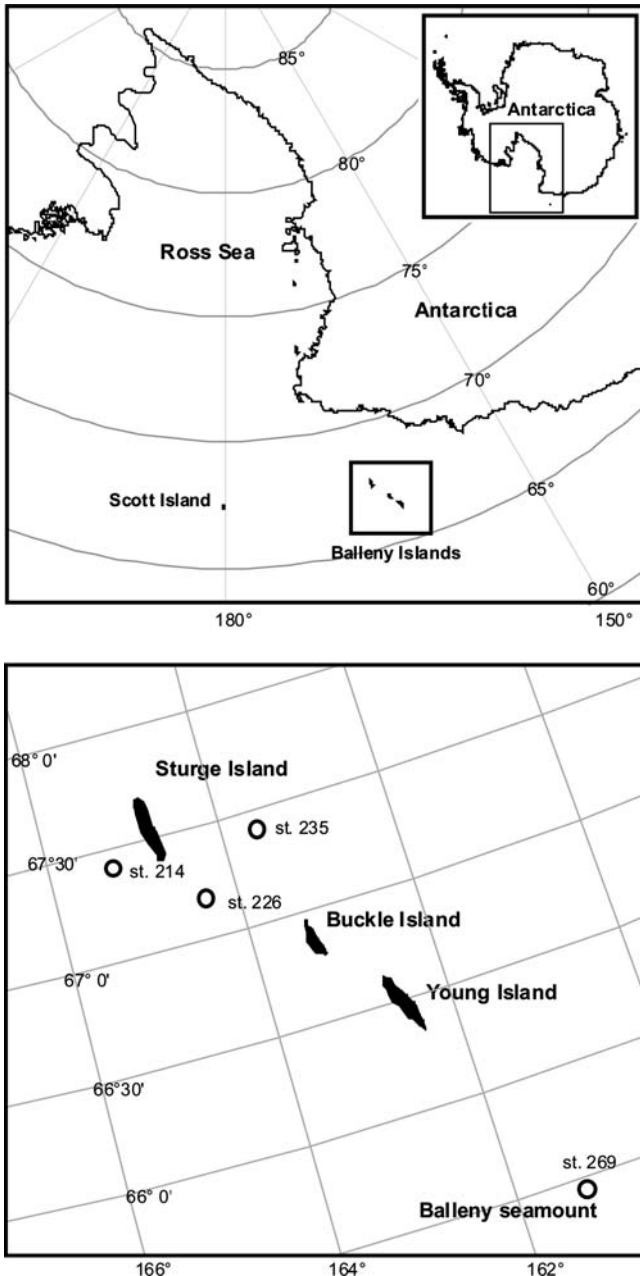 85°
Antarctica
80°
Ross Sea
75°
Antarctica
70°
Scott Island
65°
Balleny Islands
60°
180°
150°
68° 0'
Sturge Island
st. 235
67°30'
st. 214
st. 226
Buckle Island
67° 0'
Young Island
66°30'
st. 269
66° 0'
Balleny seamount
166°
164°
162°